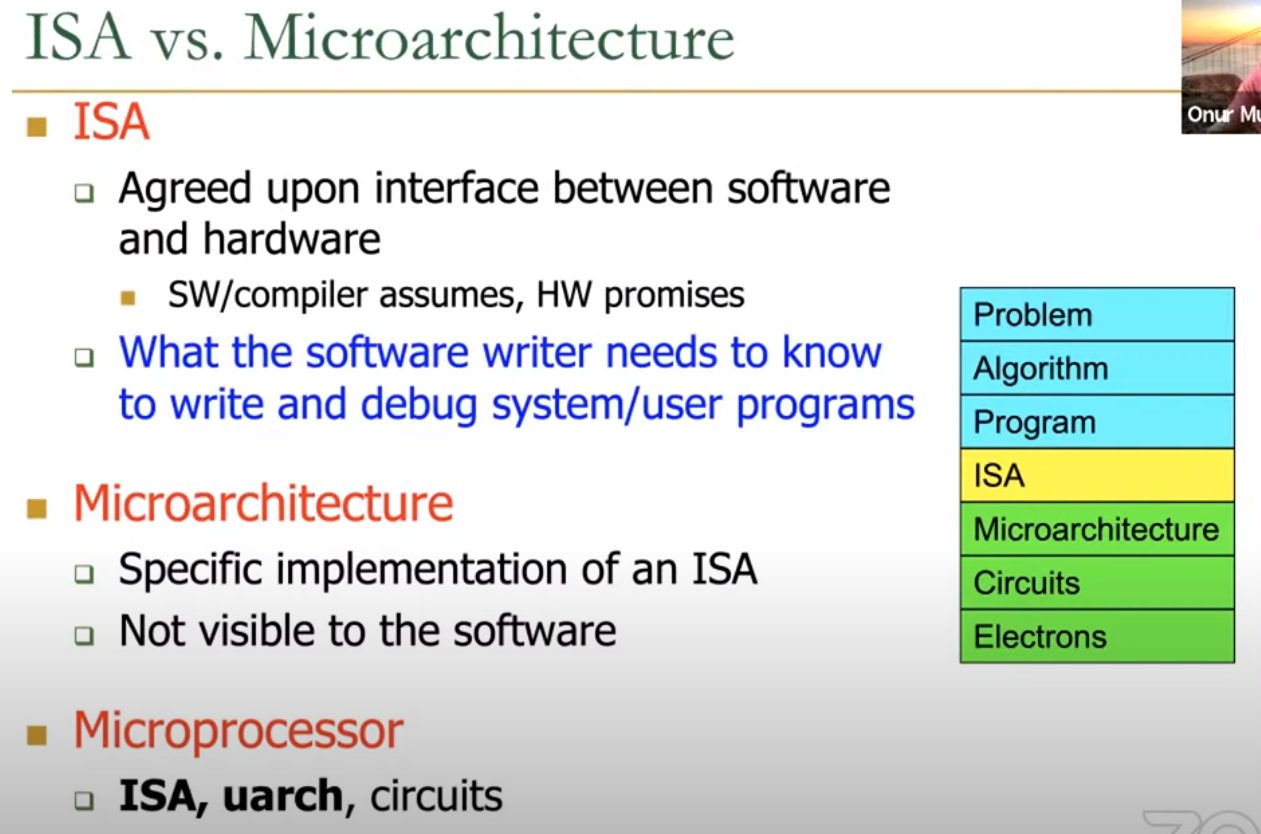 ISA vs. Microarchitecture
ISA
Agreed upon interface between software
and hardware
SW/compiler assumes, HW promises
What the software writer needs to know
to write and debug system/user programs
Microarchitecture
Specific implementation of an ISA
Not visible to the software
Microprocessor
ISA, uarch, circuits
Onur Mu
Problem
Algorithm
Program
ISA
Microarchitecture
Circuits
Electrons